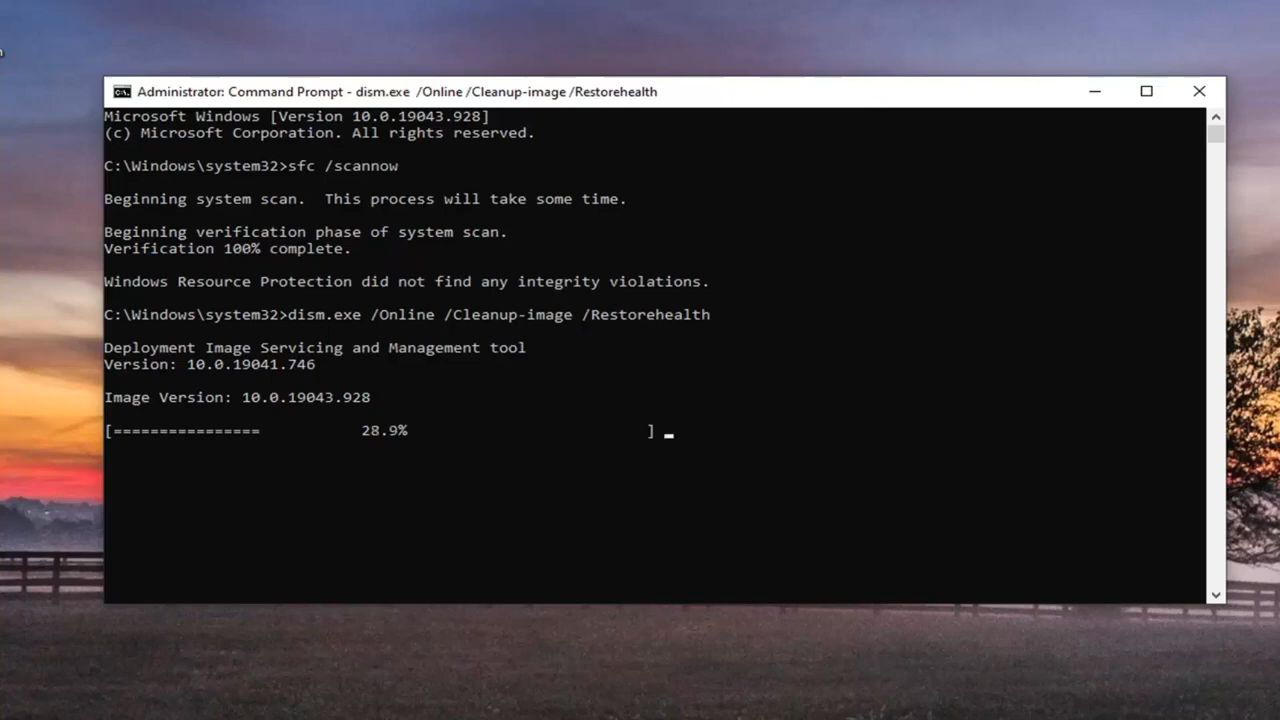 n
Administrator: Command Prompt - dism.exe /Online /Cleanup-image /Restorehealth
Microsoft Windows [Version 10.0.19043.928]
(c) Microsoft Corporation. All rights reserved.
C:\Windows\system32>sfc /scannow
Beginning system scan.  This process will take some time.
Beginning verification phase of system scan.
Verification 100% complete.
Windows Resource Protection did not find any integrity violations.
C:\Windows\system32>dism.exe /Online /Cleanup-image /Restorehealth
Deployment Image Servicing and Management tool
Version: 10.0.19041.746
Image Version: 10.0.19043.928
[================           28.9%                          ]